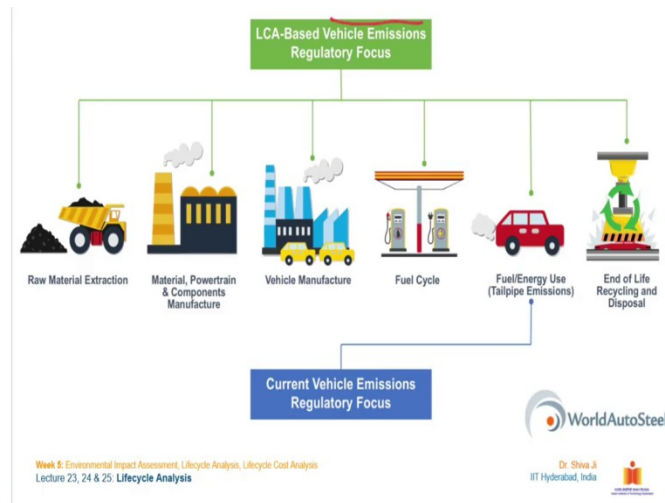 LCA-Based Vehicle Emissions
Regulatory Focus
Raw Material Extraction
Material, Powertrain
& Components
Manufacture
Vehicle Manufacture
Fuel Cycle
Fuel/Energy Use
(Tailpipe Emissions)
End of Life
Recycling and
Disposal
Current Vehicle Emissions
Regulatory Focus
WorldAutoSteel
Week 5: Environmental Impact Assessment, Lifecycle Analysis, Lifecycle Cost Analysis
Lecture 23, 24 & 25: Lifecycle Analysis
Dr. Shiva Ji
IIT Hyderabad, India